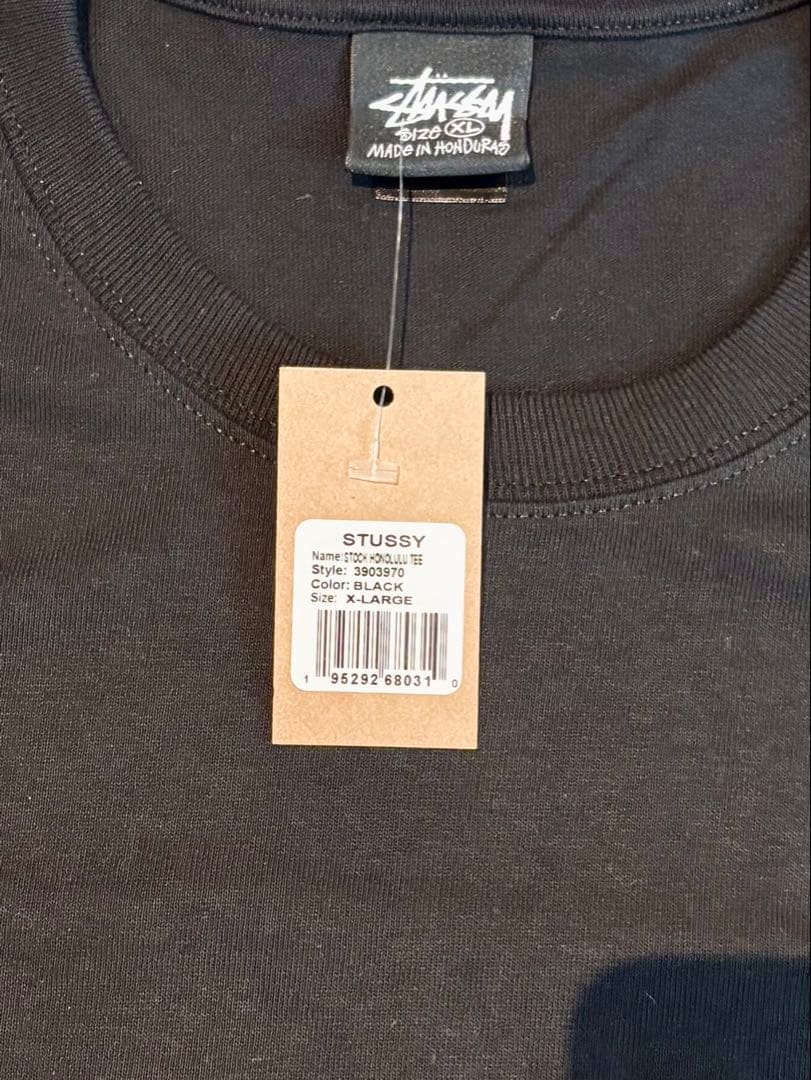 STÜSSY
SIZE XL
MADE IN HONDURAS
STUSSY
Name:STOCK HONOLULU TEE
Style: 3903970
Color: BLACK
Size: X-LARGE
1 95292 68031 0